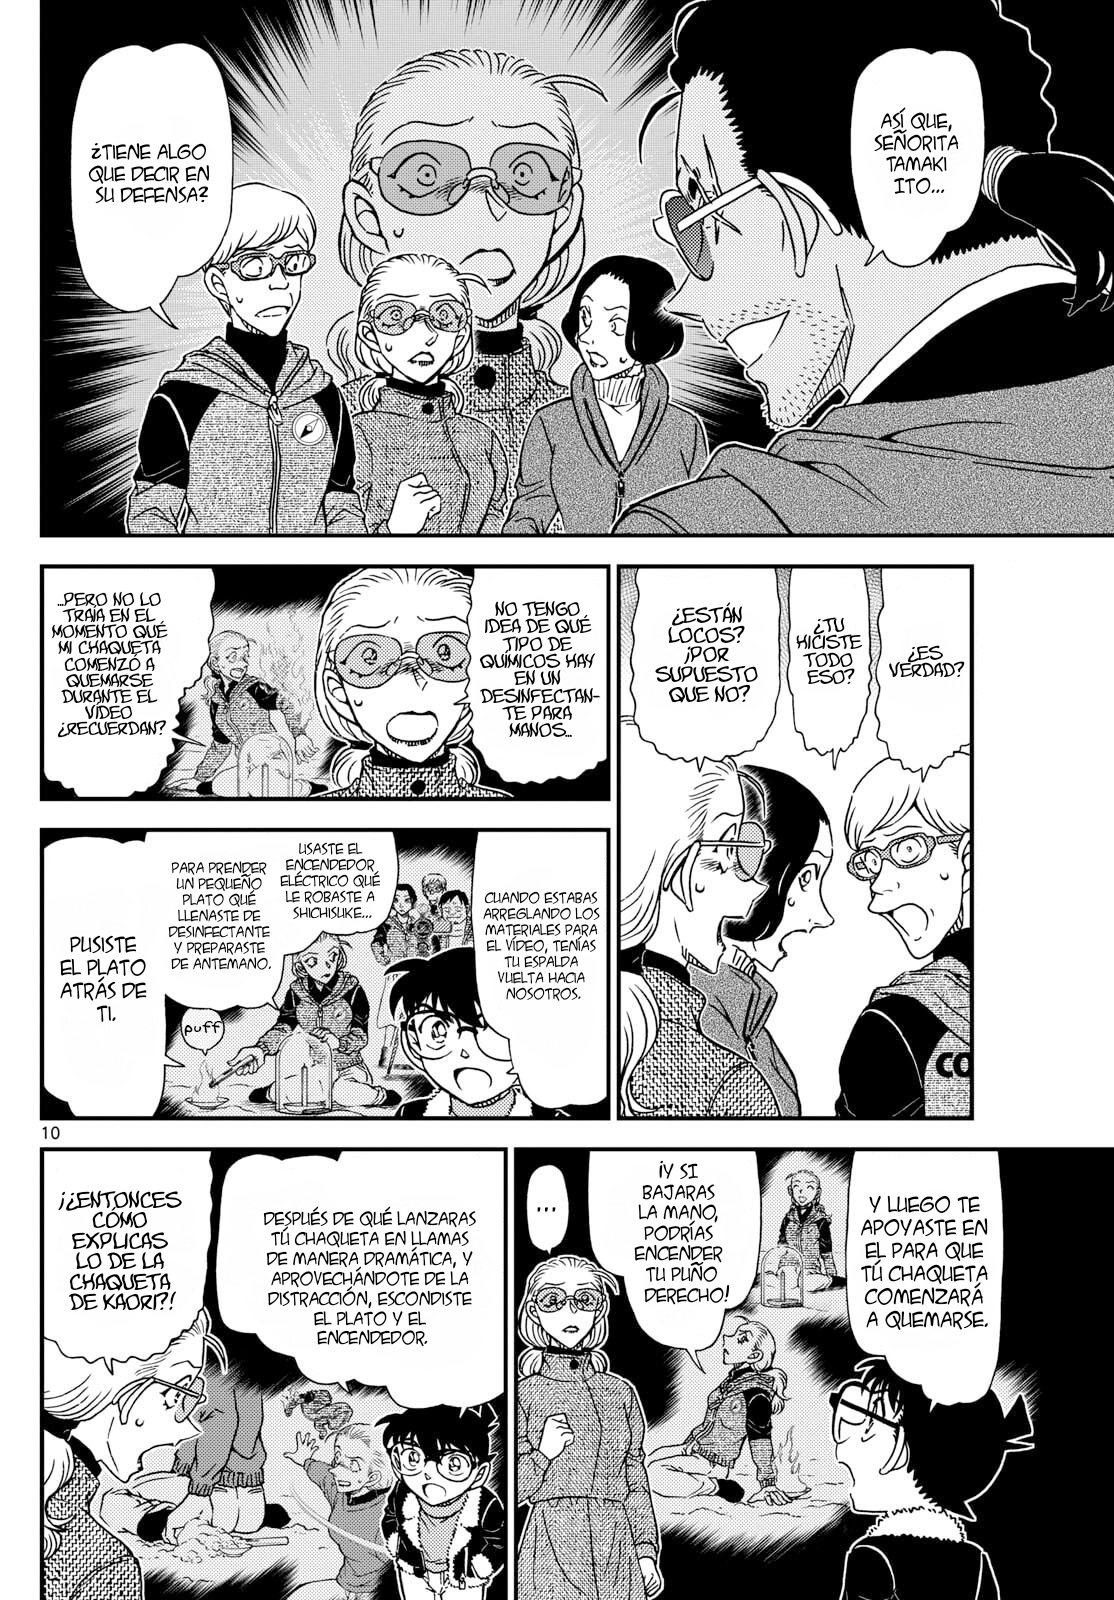 ASÍ QUE,
SEÑORITA
TAMAKI
ITO...
¿TIENE ALGO
QUE DECIR EN
SU DEFENSA?
¿ES
VERDAD?
¿TU
HICISTE
TODO
ESO?
¿ESTÁN
LOCOS?
¡POR
SUPUESTO
QUE NO?
NO TENGO
IDEA DE QUÉ
TIPO DE
QUÍMICOS HAY
EN UN
DESINFECTAN-
TE PARA
MANOS...
...PERO NO LO
TRAÍA EN EL
MOMENTO QUÉ
MI CHAQUETA
COMENZÓ A
QUEMARSE
DURANTE EL
VÍDEO
¿RECUERDAN?
CUANDO ESTABAS
ARREGLANDO LOS
MATERIALES PARA
EL VÍDEO, TENÍAS
TU ESPALDA
VUELTA HACIA
NOSOTROS.
USASTE EL
ENCENDEDOR
ELÉCTRICO QUÉ
LE ROBASTE A
SHICHISUKE...
PARA PRENDER
UN PEQUEÑO
PLATO QUÉ
LLENASTE DE
DESINFECTANTE
Y PREPARASTE
DE ANTEMANO.
PUSISTE
EL PLATO
ATRÁS DE
TI.
puff
CO
10
Y LUEGO TE
APOYASTE EN
EL PARA QUE
TÚ CHAQUETA
COMENZARÁ
A QUEMARSE.
¡Y SI
BAJARAS
LA MANO,
PODRÍAS
ENCENDER
TU PUÑO
DERECHO!
...
DESPUÉS DE QUÉ LANZARAS
TÚ CHAQUETA EN LLAMAS
DE MANERA DRAMÁTICA, Y
APROVECHÁNDOTE DE LA
DISTRACCIÓN, ESCONDISTE
EL PLATO Y EL
ENCENDEDOR.
¡¿ENTONCES
CÓMO
EXPLICAS
LO DE LA
CHAQUETA
DE KAORI?!